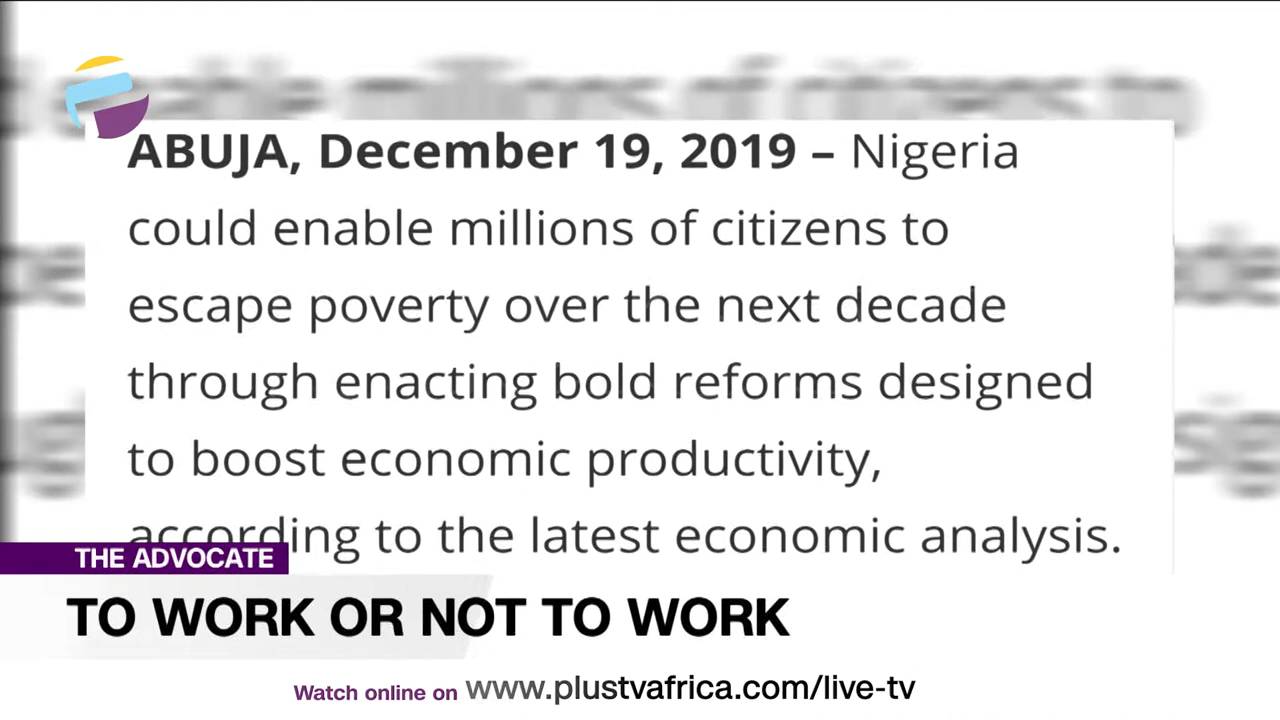 ABUJA, December 19, 2019 – Nigeria
could enable millions of citizens to
escape poverty over the next decade
through enacting bold reforms designed
to boost economic productivity,
according to the latest economic analysis.
THE ADVOCATE
TO WORK OR NOT TO WORK
Watch online on www.plustvafrica.com/live-tv